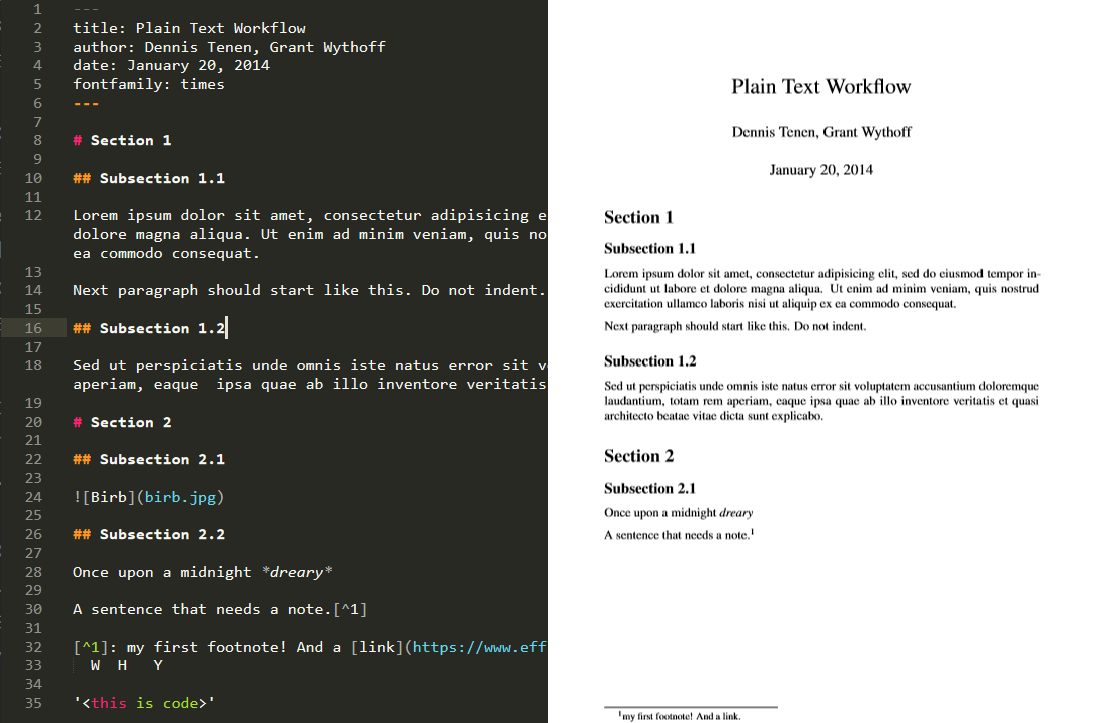 1 ---
2 title: Plain Text Workflow
3 author: Dennis Tenen, Grant Wythoff
4 date: January 20, 2014
5 fontfamily: times
6 ---
7
8 # Section 1
9
10 ## Subsection 1.1
11
12 Lorem ipsum dolor sit amet, consectetur adipisicing e
dolore magna aliqua. Ut enim ad minim veniam, quis no
ea commodo consequat.
13
14 Next paragraph should start like this. Do not indent.
15
16 ## Subsection 1.2
17
18 Sed ut perspiciatis unde omnis iste natus error sit v
aperiam, eaque  ipsa quae ab illo inventore veritatis
19
20 # Section 2
21
22 ## Subsection 2.1
23
24 ![Birb](birb.jpg)
25
26 ## Subsection 2.2
27
28 Once upon a midnight *dreary*
29
30 A sentence that needs a note.[^1]
31
32 [^1]: my first footnote! And a [link](https://www.eff
33   W  H   Y
34
35 '<this is code>'
Plain Text Workflow
Dennis Tenen, Grant Wythoff
January 20, 2014
Section 1
Subsection 1.1
Lorem ipsum dolor sit amet, consectetur adipisicing elit, sed do eiusmod tempor in-
cididunt ut labore et dolore magna aliqua. Ut enim ad minim veniam, quis nostrud
exercitation ullamco laboris nisi ut aliquip ex ea commodo consequat.
Next paragraph should start like this. Do not indent.
Subsection 1.2
Sed ut perspiciatis unde omnis iste natus error sit voluptatem accusantium doloremque
laudantium, totam rem aperiam, eaque ipsa quae ab illo inventore veritatis et quasi
architecto beatae vitae dicta sunt explicabo.
Section 2
Subsection 2.1
Once upon a midnight dreary
A sentence that needs a note.¹
¹my first footnote! And a link.